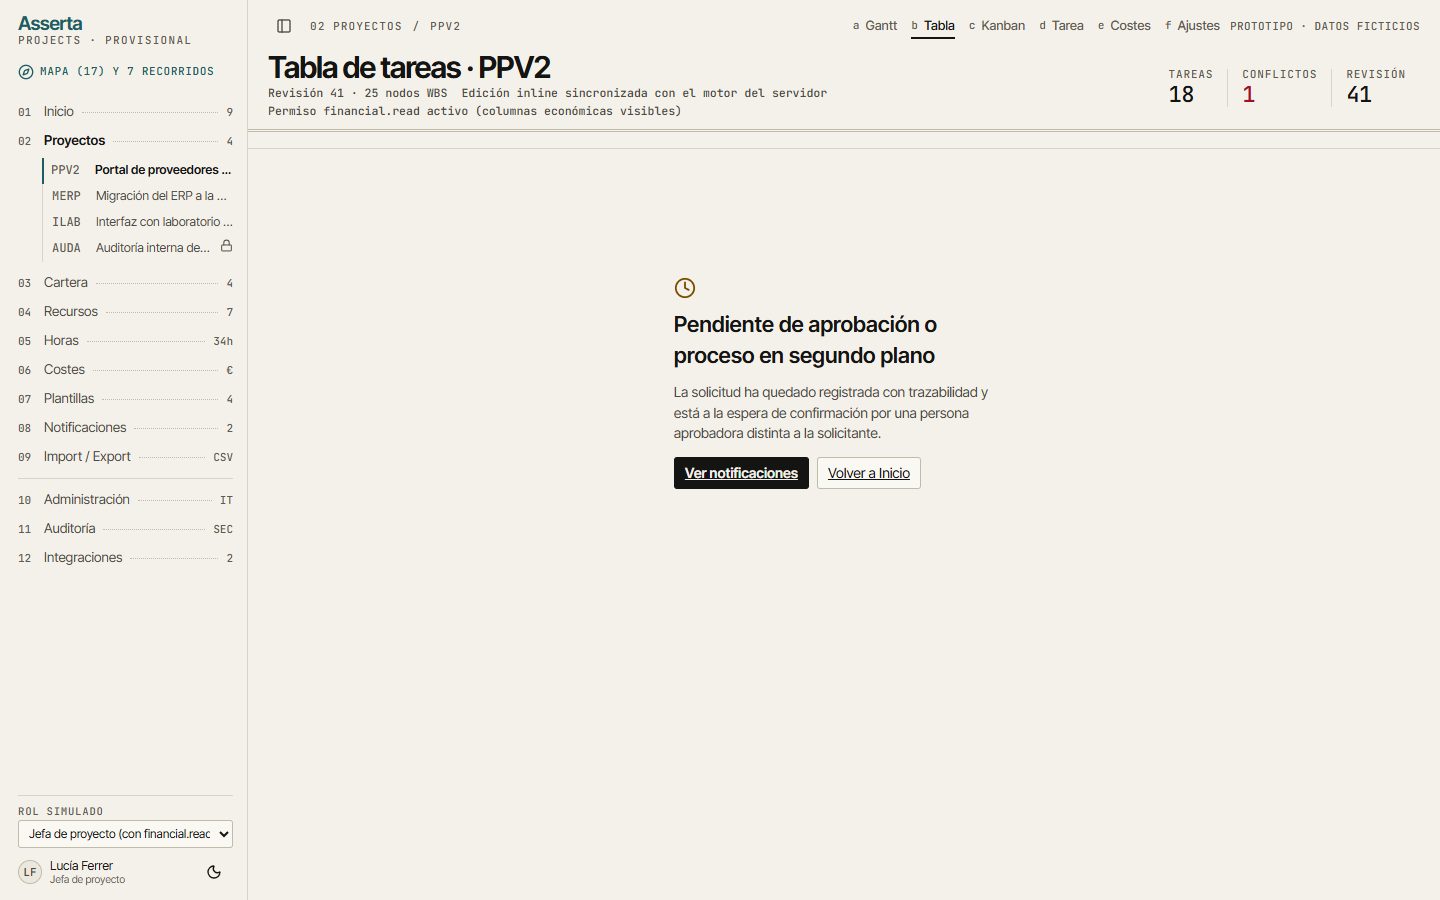 Asserta
PROJECTS · PROVISIONAL
MAPA (17) Y 7 RECORRIDOS
01 Inicio 9
02 Proyectos 4
PPV2 Portal de proveedores ...
MERP Migración del ERP a la ...
ILAB Interfaz con laboratorio ...
AUDA Auditoría interna de...
03 Cartera 4
04 Recursos 7
05 Horas 34h
06 Costes €
07 Plantillas 4
08 Notificaciones 2
09 Import / Export CSV
10 Administración IT
11 Auditoría SEC
12 Integraciones 2
ROL SIMULADO
Jefa de proyecto (con financial.read
LF Lucía Ferrer
Jefa de proyecto
02 PROYECTOS / PPV2
a Gantt b Tabla c Kanban d Tarea e Costes f Ajustes PROTOTIPO · DATOS FICTICIOS
Tabla de tareas · PPV2
Revisión 41 · 25 nodos WBS Edición inline sincronizada con el motor del servidor
Permiso financial.read activo (columnas económicas visibles)
TAREAS CONFLICTOS REVISIÓN
18 1 41
Pendiente de aprobación o
proceso en segundo plano
La solicitud ha quedado registrada con trazabilidad y
está a la espera de confirmación por una persona
aprobadora distinta a la solicitante.
Ver notificaciones Volver a Inicio